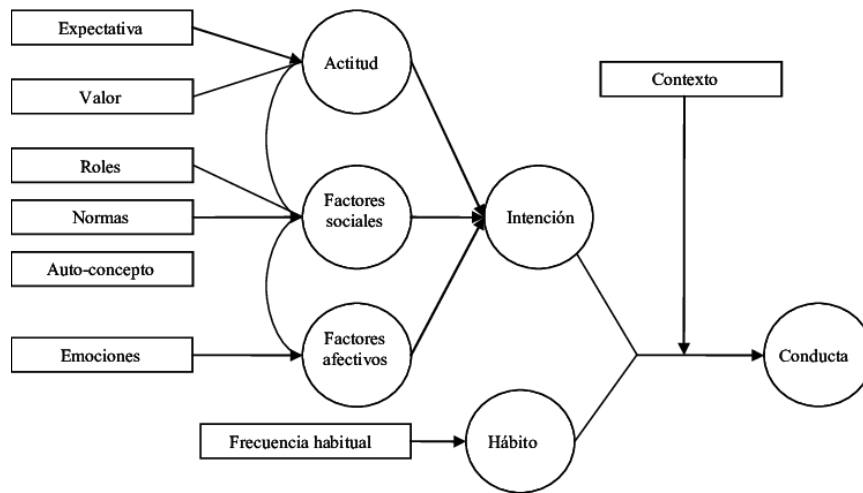 Expectativa
Actitud
Valor
Contexto
Roles
Factores
sociales
Normas
Intención
Auto-concepto
Emociones
Factores
afectivos
Conducta
Frecuencia habitual
Hábito